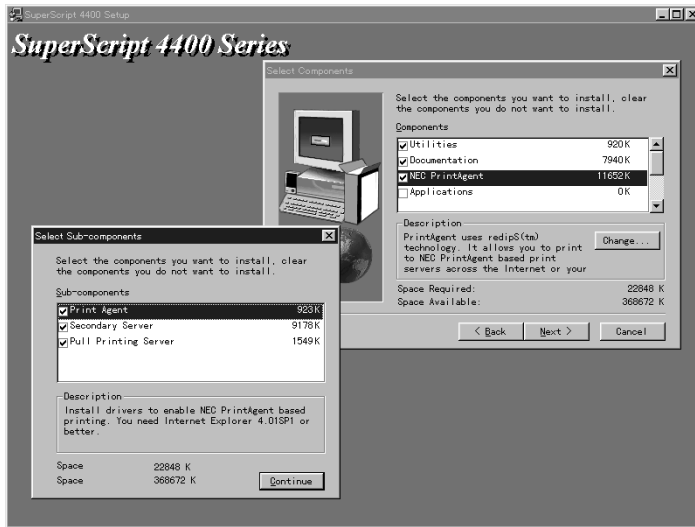 SuperScript 4400 Setup
SuperScript 4400 Series
Select Components
Select the components you want to install, clear
the components you do not want to install.
Components
Utilities 920K
Documentation 7940K
NEC PrintAgent 11652K
Applications 0K
Description
PrintAgent uses redipS(tm)
technology. It allows you to print
to NEC PrintAgent based print
servers across the Internet or your
Change...
Space Required: 22848 K
Space Available: 368672 K
< Back
Next >
Cancel
Select Sub-components
Select the components you want to install, clear
the components you do not want to install.
Sub-components
Print Agent 923K
Secondary Server 9178K
Pull Printing Server 1549K
Description
Install drivers to enable NEC PrintAgent based
printing. You need Internet Explorer 4.01SP1 or
better.
Space 22848 K
Space 368672 K
Continue